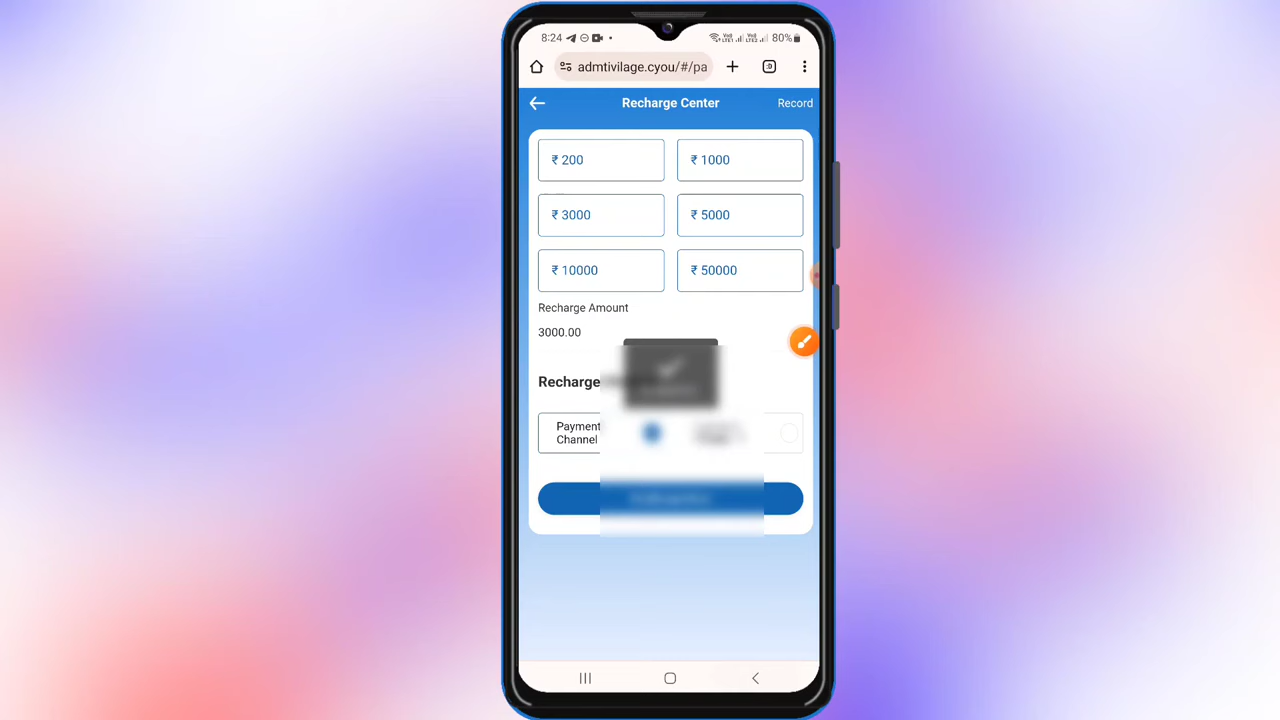 8:24 80%
admtivilage.cyou/#/pa
Recharge Center Record
₹ 200 ₹ 1000
₹ 3000 ₹ 5000
₹ 10000 ₹ 50000
Recharge Amount
3000.00
Recharge
Payment
Channel